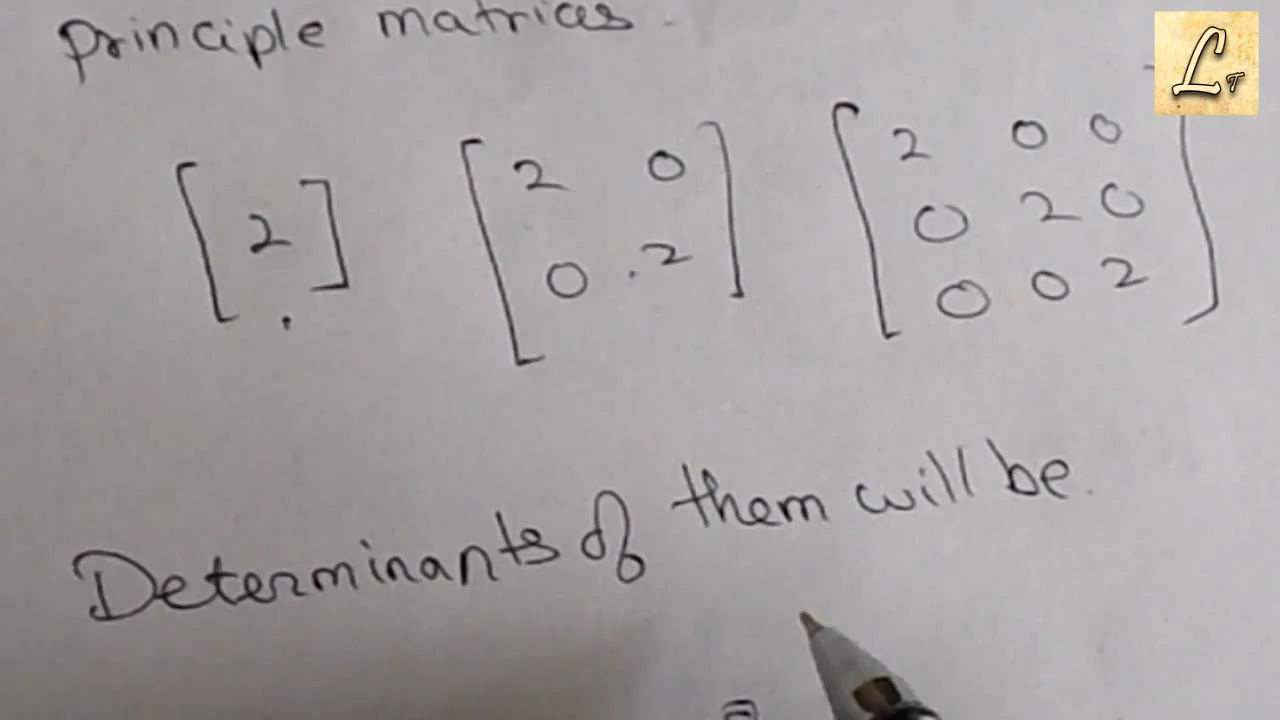 principle matrices.
[2] [2 0 [2 0 0
0 2] 0 2 0
0 0 2]
Determinants of them will be.
=
LT